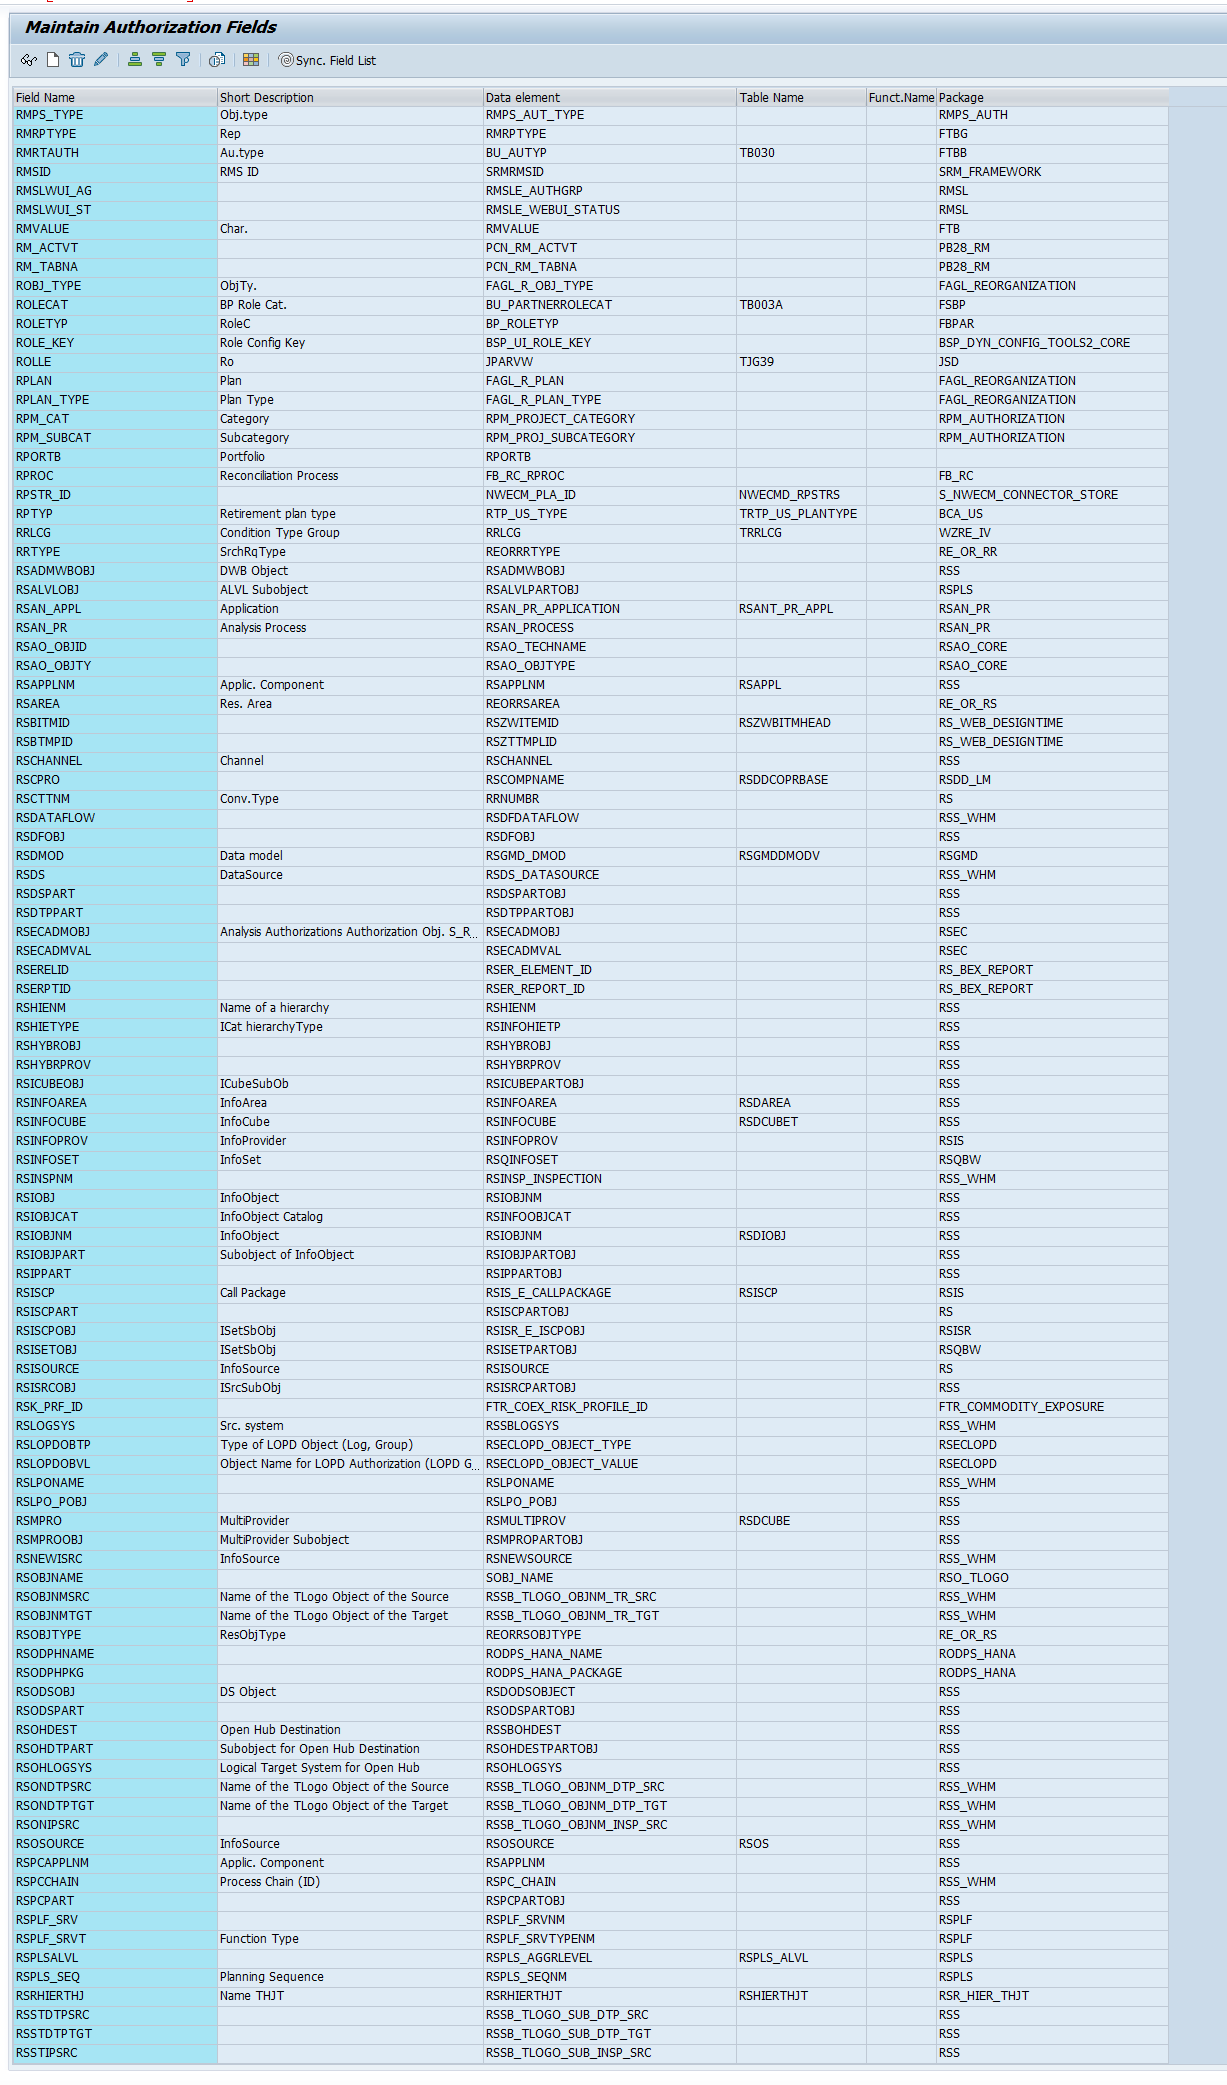 Maintain Authorization Fields
Sync. Field List
Field Name Short Description Data element Table Name Funct.Name Package
RMPS_TYPE Obj.type RMPS_AUT_TYPE RMPS_AUTH
RMRPTYPE Rep RMRPTYPE FTBG
RMRTAUTH Au.type BU_AUTYP TB030 FTBB
RMSID RMS ID SRMRMSID SRM_FRAMEWORK
RMSLWUI_AG RMSLE_AUTHGRP RMSL
RMSLWUI_ST RMSLE_WEBUI_STATUS RMSL
RMVALUE Char. RMVALUE FTB
RM_ACTVT PCN_RM_ACTVT PB28_RM
RM_TABNA PCN_RM_TABNA PB28_RM
ROBJ_TYPE ObjTy. FAGL_R_OBJ_TYPE FAGL_REORGANIZATION
ROLECAT BP Role Cat. BU_PARTNERROLECAT TB003A FSBP
ROLETYP RoleC BP_ROLETYP FBPAR
ROLE_KEY Role Config Key BSP_UI_ROLE_KEY BSP_DYN_CONFIG_TOOLS2_CORE
ROLLE Ro JPARVW TJG39 JSD
RPLAN Plan FAGL_R_PLAN FAGL_REORGANIZATION
RPLAN_TYPE Plan Type FAGL_R_PLAN_TYPE FAGL_REORGANIZATION
RPM_CAT Category RPM_PROJECT_CATEGORY RPM_AUTHORIZATION
RPM_SUBCAT Subcategory RPM_PROJ_SUBCATEGORY RPM_AUTHORIZATION
RPORTB Portfolio RPORTB
RPROC Reconciliation Process FB_RC_RPROC FB_RC
RPSTR_ID NWECM_PLA_ID NWECMD_RPSTRS S_NWECM_CONNECTOR_STORE
RPTYP Retirement plan type RTP_US_TYPE TRTP_US_PLANTYPE BCA_US
RRLCG Condition Type Group RRLCG TRRLCG WZRE_IV
RRTYPE SrchRqType REORRRTYPE RE_OR_RR
RSADMWBOBJ DWB Object RSADMWBOBJ RSS
RSALVLOBJ ALVL Subobject RSALVLPARTOBJ RSPLS
RSAN_APPL Application RSAN_PR_APPLICATION RSANT_PR_APPL RSAN_PR
RSAN_PR Analysis Process RSAN_PROCESS RSAN_PR
RSAO_OBJID RSAO_TECHNAME RSAO_CORE
RSAO_OBJTY RSAO_OBJTYPE RSAO_CORE
RSAPPLNM Applic. Component RSAPPLNM RSAPPL RSS
RSAREA Res. Area REORRSAREA RE_OR_RS
RSBITMID RSZWITEMID RSZWBITMHEAD RS_WEB_DESIGNTIME
RSBTMPID RSZTTMPLID RS_WEB_DESIGNTIME
RSCHANNEL Channel RSCHANNEL RSS
RSCPRO RSCOMPNAME RSDDCOPRBASE RSDD_LM
RSCTTNM Conv.Type RRNUMBR RS
RSDATAFLOW RSDFDATAFLOW RSS_WHM
RSDFOBJ RSDFOBJ RSS
RSDMOD Data model RSGMD_DMOD RSGMDDMODV RSGMD
RSDS DataSource RSDS_DATASOURCE RSS_WHM
RSDSPART RSDSPARTOBJ RSS
RSDTPPART RSDTPPARTOBJ RSS
RSECADMOBJ Analysis Authorizations Authorization Obj. S_R... RSECADMOBJ RSEC
RSECADMVAL RSECADMVAL RSEC
RSERELID RSER_ELEMENT_ID RS_BEX_REPORT
RSERPTID RSER_REPORT_ID RS_BEX_REPORT
RSHIENM Name of a hierarchy RSHIENM RSS
RSHIETYPE ICat hierarchyType RSINFOHIETP RSS
RSHYBROBJ RSHYBROBJ RSS
RSHYBRPROV RSHYBRPROV RSS
RSICUBEOBJ ICubeSubOb RSICUBEPARTOBJ RSS
RSINFOAREA InfoArea RSINFOAREA RSDAREA RSS
RSINFOCUBE InfoCube RSINFOCUBE RSDCUBET RSS
RSINFOPROV InfoProvider RSINFOPROV RSIS
RSINFOSET InfoSet RSQINFOSET RSQBW
RSINSPNM RSINSP_INSPECTION RSS_WHM
RSIOBJ InfoObject RSIOBJNM RSS
RSIOBJCAT InfoObject Catalog RSINFOOBJCAT RSS
RSIOBJNM InfoObject RSIOBJNM RSDIOBJ RSS
RSIOBJPART Subobject of InfoObject RSIOBJPARTOBJ RSS
RSIPPART RSIPPARTOBJ RSS
RSISCP Call Package RSIS_E_CALLPACKAGE RSISCP RSIS
RSISCPART RSISCPARTOBJ RS
RSISCPOBJ ISetSbObj RSISR_E_ISCPOBJ RSISR
RSISETOBJ ISetSbObj RSISETPARTOBJ RSQBW
RSISOURCE InfoSource RSISOURCE RS
RSISRCOBJ ISrcSubObj RSISRCPARTOBJ RSS
RSK_PRF_ID FTR_COEX_RISK_PROFILE_ID FTR_COMMODITY_EXPOSURE
RSLOGSYS Src. system RSSBLOGSYS RSS_WHM
RSLOPDOBTP Type of LOPD Object (Log, Group) RSECLOPD_OBJECT_TYPE RSECLOPD
RSLOPDOBVL Object Name for LOPD Authorization (LOPD G... RSECLOPD_OBJECT_VALUE RSECLOPD
RSLPONAME RSLPONAME RSS_WHM
RSLPO_POBJ RSLPO_POBJ RSS
RSMPRO MultiProvider RSMULTIPROV RSDCUBE RSS
RSMPROOBJ MultiProvider Subobject RSMPROPARTOBJ RSS
RSNEWISRC InfoSource RSNEWSOURCE RSS_WHM
RSOBJNAME SOBJ_NAME RSO_TLOGO
RSOBJNMSRC Name of the TLogo Object of the Source RSSB_TLOGO_OBJNM_TR_SRC RSS_WHM
RSOBJNMTGT Name of the TLogo Object of the Target RSSB_TLOGO_OBJNM_TR_TGT RSS_WHM
RSOBJTYPE ResObjType REORRSOBJTYPE RE_OR_RS
RSODPHNAME RODPS_HANA_NAME RODPS_HANA
RSODPHPKG RODPS_HANA_PACKAGE RODPS_HANA
RSODSOBJ DS Object RSDODSOBJECT RSS
RSODSPART RSODSPARTOBJ RSS
RSOHDEST Open Hub Destination RSSBOHDEST RSS
RSOHDTPART Subobject for Open Hub Destination RSOHDESTPARTOBJ RSS
RSOHLOGSYS Logical Target System for Open Hub RSOHLOGSYS RSS
RSONDTPSRC Name of the TLogo Object of the Source RSSB_TLOGO_OBJNM_DTP_SRC RSS_WHM
RSONDTPTGT Name of the TLogo Object of the Target RSSB_TLOGO_OBJNM_DTP_TGT RSS_WHM
RSONIPSRC RSSB_TLOGO_OBJNM_INSP_SRC RSS_WHM
RSOSOURCE InfoSource RSOSOURCE RSOS RSS
RSPCAPPLNM Applic. Component RSAPPLNM RSS
RSPCCHAIN Process Chain (ID) RSPC_CHAIN RSS_WHM
RSPCPART RSPCPARTOBJ RSS
RSPLF_SRV RSPLF_SRVNM RSPLF
RSPLF_SRVT Function Type RSPLF_SRVTYPENM RSPLF
RSPLSALVL RSPLS_AGGRLEVEL RSPLS_ALVL RSPLS
RSPLS_SEQ Planning Sequence RSPLS_SEQNM RSPLS
RSRHIERTHJ Name THJT RSRHIERTHJT RSHIERTHJT RSR_HIER_THJT
RSSTDTPSRC RSSB_TLOGO_SUB_DTP_SRC RSS
RSSTDTPTGT RSSB_TLOGO_SUB_DTP_TGT RSS
RSSTIPSRC RSSB_TLOGO_SUB_INSP_SRC RSS